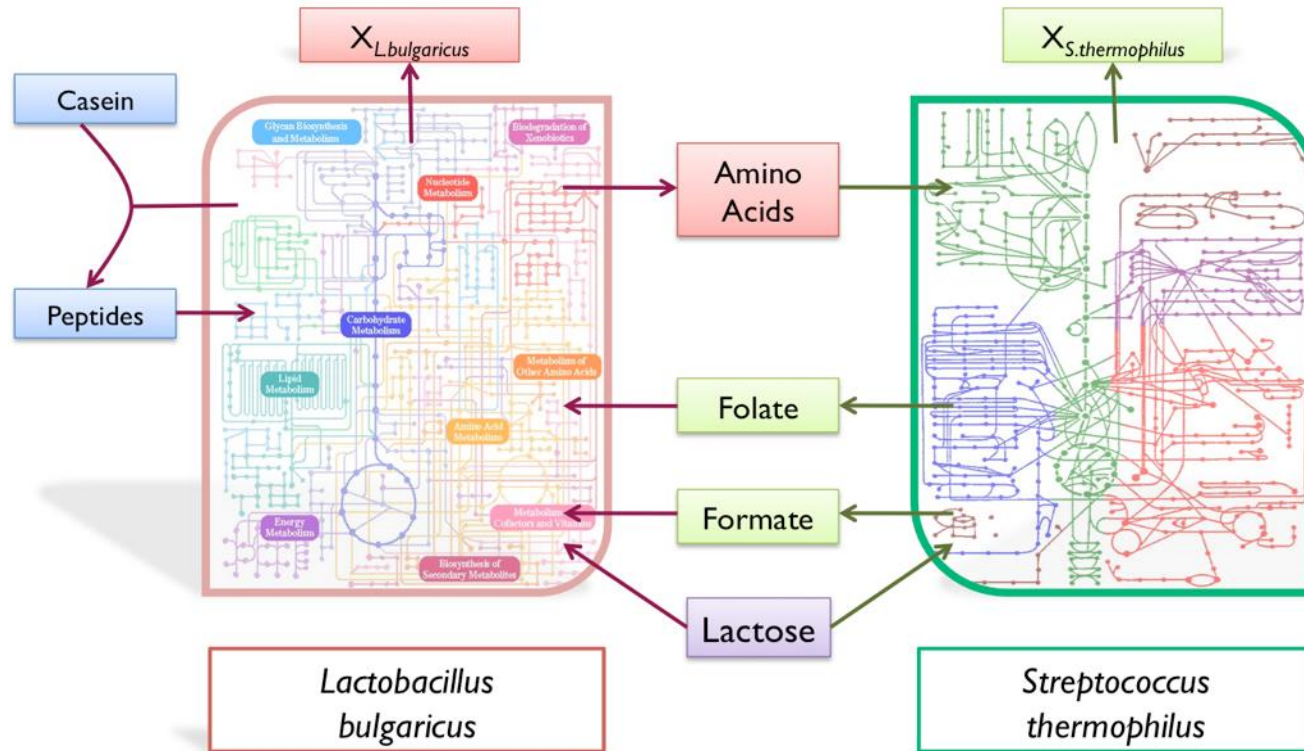 X L.bulgaricus
X S.thermophilus
Casein
Glycan Biosynthesis
and Metabolism
Biodegradation of
Xenobiotics
Nucleotide
Metabolism
Amino
Acids
Peptides
Carbohydrate
Metabolism
Lipid
Metabolism
Metabolism of
Other Amino Acids
Folate
Amino Acid
Metabolism
Formate
Energy
Metabolism
Metabolism
Cofactors and Vitamins
Biosynthesis of
Secondary Metabolites
Lactose
Lactobacillus
bulgaricus
Streptococcus
thermophilus